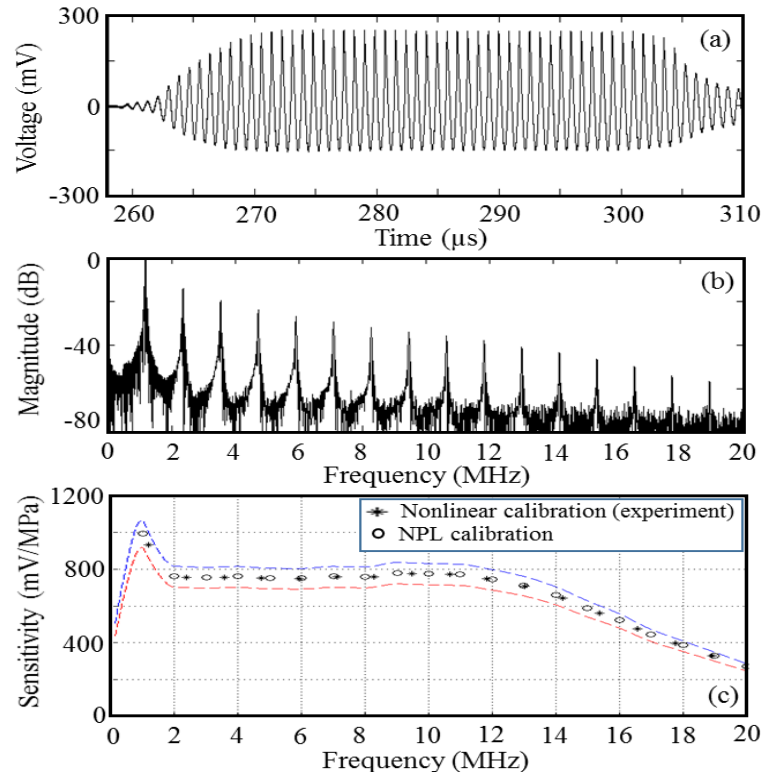 300
(a)
Voltage (mV)
0
-300
260 270 280 290 300 310
Time (µs)
0
(b)
Magnitude (dB)
-40
-80
0 2 4 6 8 10 12 14 16 18 20
Frequency (MHz)
1200
Nonlinear calibration (experiment)
NPL calibration
Sensitivity (mV/MPa)
800
400
0
(c)
0 2 4 6 8 10 12 14 16 18 20
Frequency (MHz)